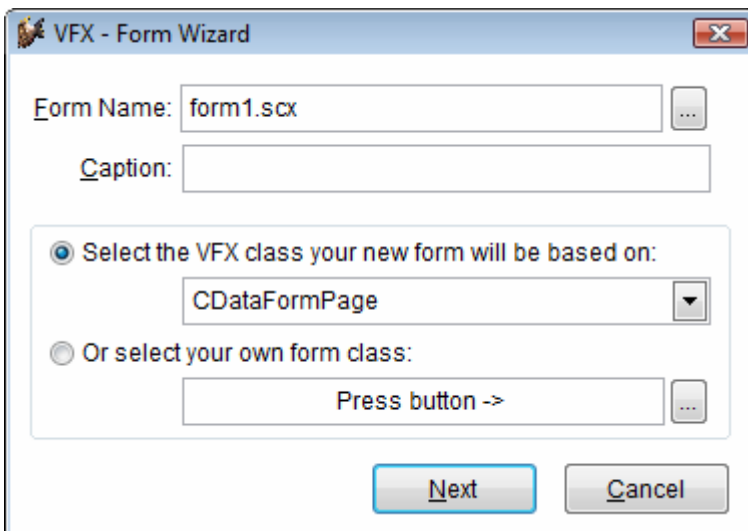 VFX - Form Wizard
Form Name: form1.scx ...
Caption:
Select the VFX class your new form will be based on:
CDataFormPage
Or select your own form class:
Press button -> ...
Next Cancel